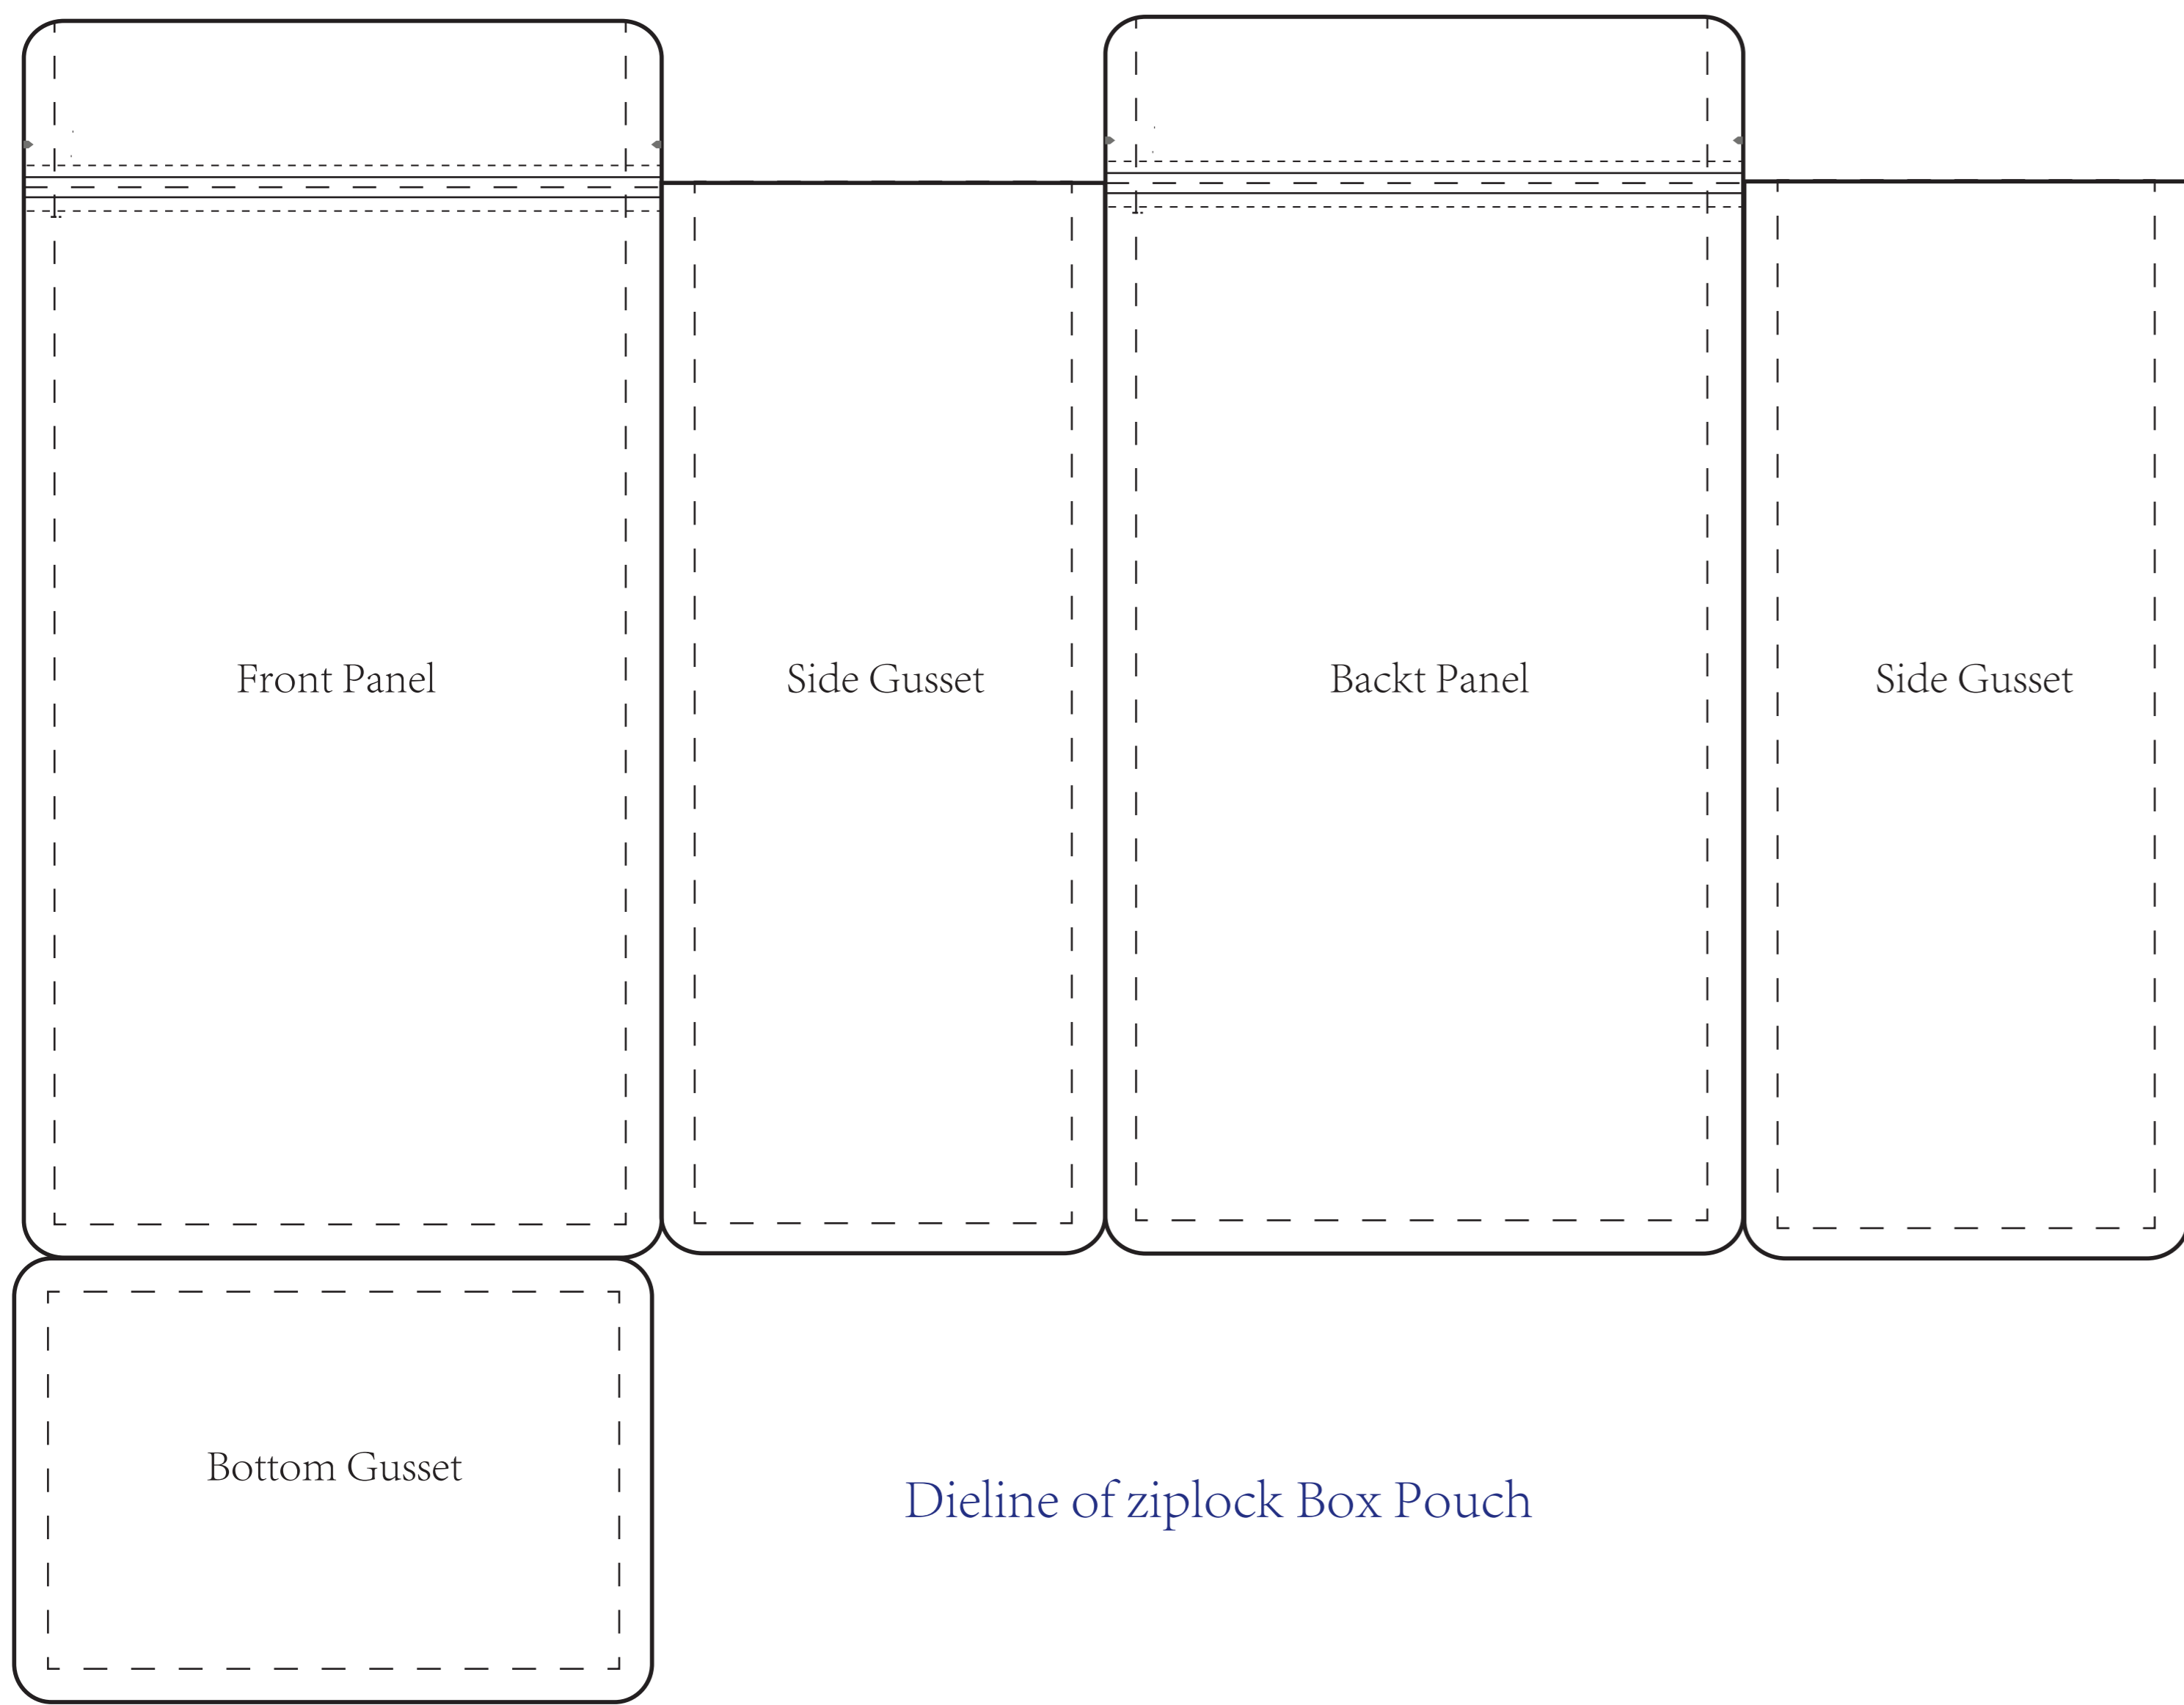 Front Panel
Side Gusset
Backt Panel
Side Gusset
Bottom Gusset
Dieline of ziplock Box Pouch